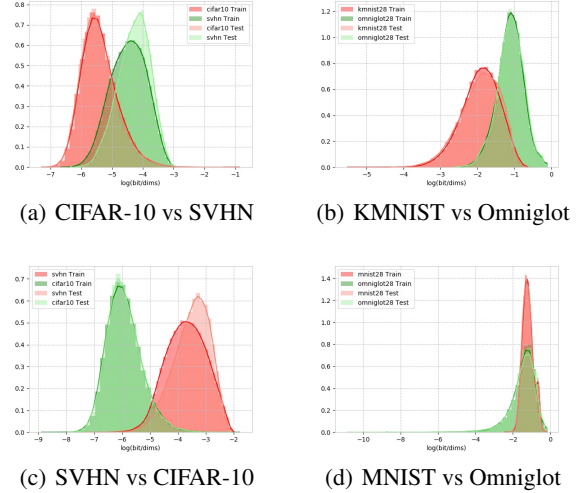 cifar10 Train
svhn Train
cifar10 Test
svhn Test
0.8
0.7
0.6
0.5
0.4
0.3
0.2
0.1
0.0
−7 −6 −5 −4 −3 −2 −1
log(bit/dims)
(a) CIFAR-10 vs SVHN
kmnist28 Train
omniglot28 Train
kmnist28 Test
omniglot28 Test
1.2
1.0
0.8
0.6
0.4
0.2
0.0
−5 −4 −3 −2 −1 0
log(bit/dims)
(b) KMNIST vs Omniglot
svhn Train
cifar10 Train
svhn Test
cifar10 Test
0.7
0.6
0.5
0.4
0.3
0.2
0.1
0.0
−9 −8 −7 −6 −5 −4 −3 −2
log(bit/dims)
(c) SVHN vs CIFAR-10
mnist28 Train
omniglot28 Train
mnist28 Test
omniglot28 Test
1.4
1.2
1.0
0.8
0.6
0.4
0.2
0.0
−10 −8 −6 −4 −2 0
log(bit/dims)
(d) MNIST vs Omniglot